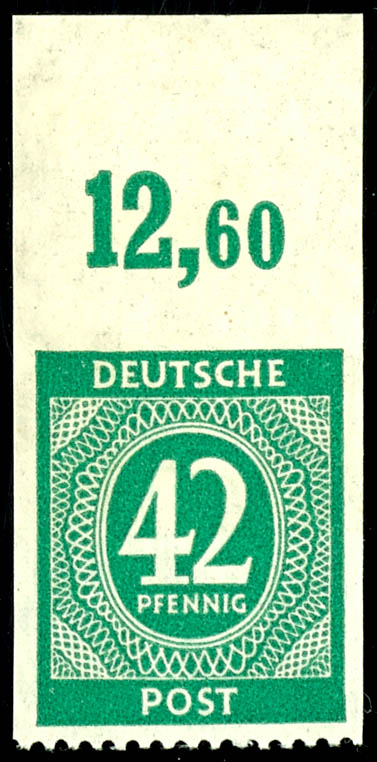 12,60
DEUTSCHE
42
PFENNIG
POST